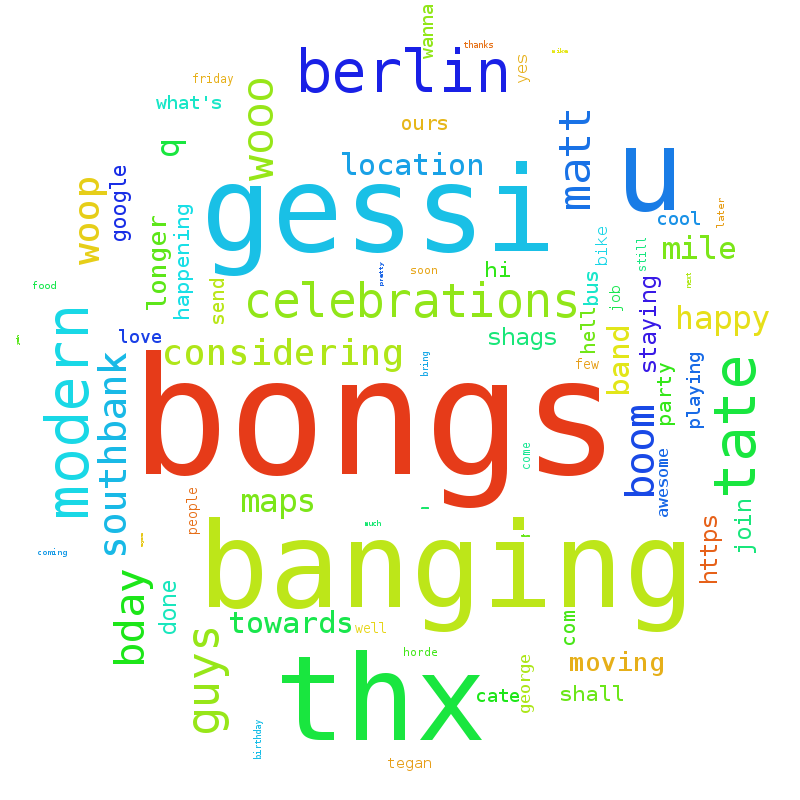 wanna
thanks
berlin
yes
friday
what's
wooo
ours
matt
q
location
u
google
woop
gessi
cool
later
longer
happening
bike
still
mile
hi
soon
pretty
next
food
send
celebrations
bus
job
hell
staying
happy
modern
love
shags
considering
bring
few
band
party
playing
southbank
bongs
tate
boom
come
awesome
maps
people
much
https
join
coming
banging
bday
done
towards
well
com
guys
thx
horde
george
moving
cate
shall
birthday
tegan